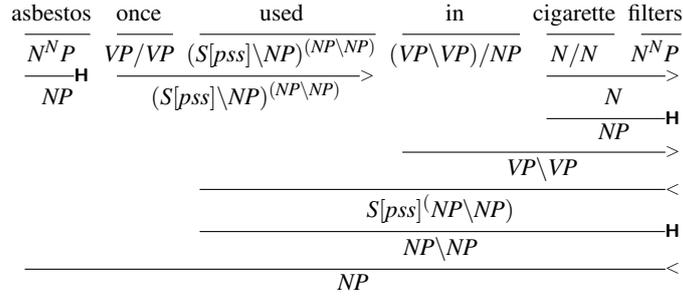 asbestos once used in cigarette filters
N^N P VP/VP (S[pss]\NP)^(NP\NP) (VP\VP)/NP N/N N^N P
H > >
NP (S[pss]\NP)^(NP\NP) N
H
NP
>
VP\VP
<
S[pss]^(NP\NP)
H
NP\NP
<
NP